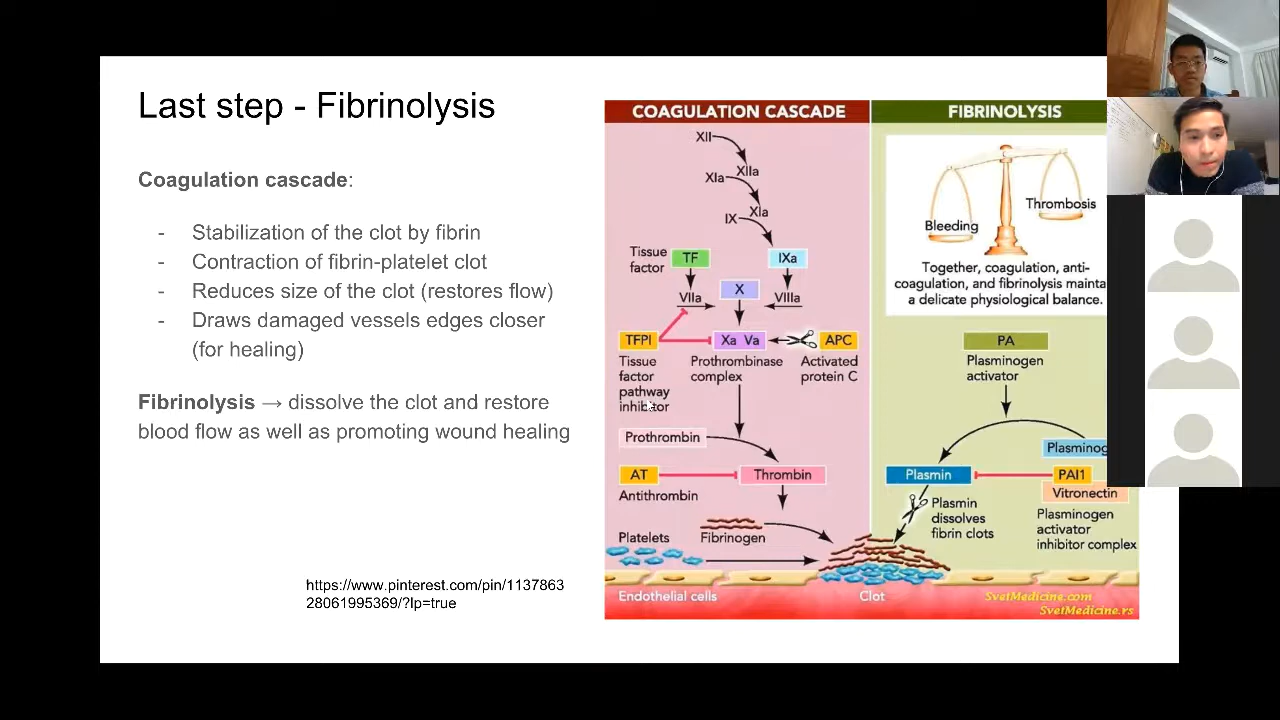 Last step - Fibrinolysis
Coagulation cascade:
- Stabilization of the clot by fibrin
- Contraction of fibrin-platelet clot
- Reduces size of the clot (restores flow)
- Draws damaged vessels edges closer
(for healing)
Fibrinolysis → dissolve the clot and restore
blood flow as well as promoting wound healing
https://www.pinterest.com/pin/1137863
28061995369/?lp=true
COAGULATION CASCADE
XII
XIIa
XIa
XIa
IX
Tissue
factor
TF
IXa
VIIa
X
VIIIa
TFPI
Xa Va
APC
Tissue
factor
pathway
inhibitor
Prothrombinase
complex
Activated
protein C
Prothrombin
AT
Thrombin
Antithrombin
Platelets
Fibrinogen
Endothelial cells
Clot
FIBRINOLYSIS
Bleeding
Thrombosis
Together, coagulation, anti-
coagulation, and fibrinolysis mainta
a delicate physiological balance.
PA
Plasminogen
activator
Plasminog
Plasmin
PAI1
Vitronectin
Plasmin
dissolves
fibrin clots
Plasminogen
activator
inhibitor complex
SvetMedicine.com
SvetMedicine.rs